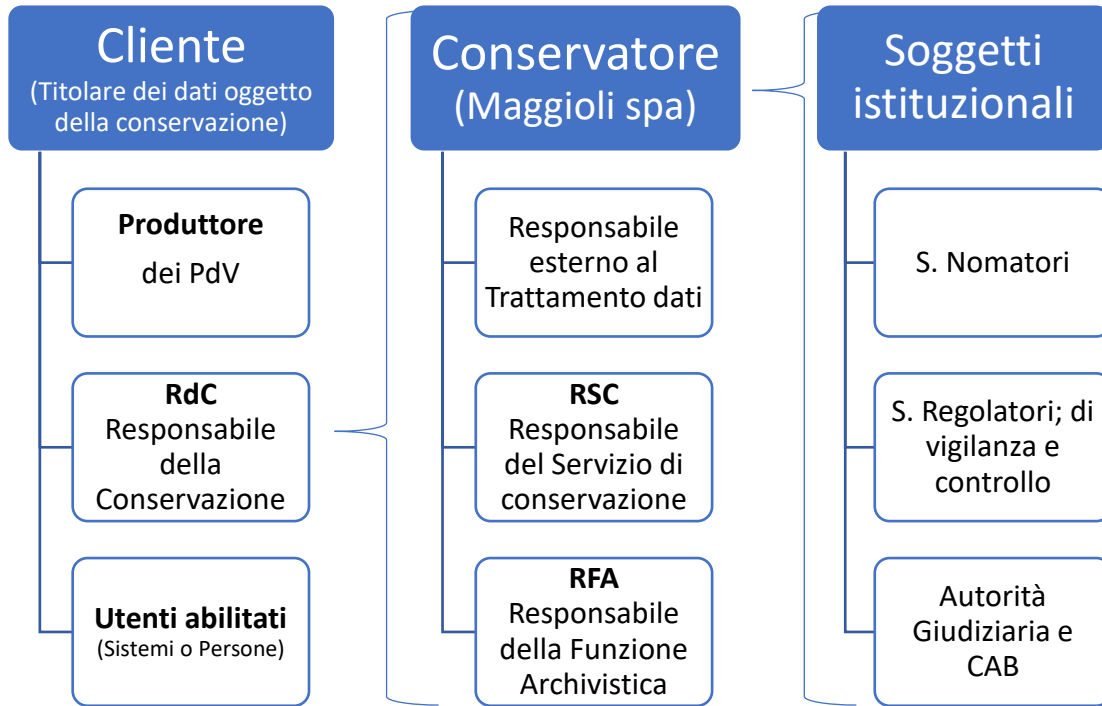 Cliente
(Titolare dei dati oggetto
della conservazione)
Produttore
dei PdV
RdC
Responsabile
della
Conservazione
Utenti abilitati
(Sistemi o Persone)
Conservatore
(Maggioli spa)
Responsabile
esterno al
Trattamento dati
RSC
Responsabile
del Servizio di
conservazione
RFA
Responsabile
della Funzione
Archivistica
Soggetti
istituzionali
S. Nomatori
S. Regolatori; di
vigilanza e
controllo
Autorità
Giudiziaria e
CAB